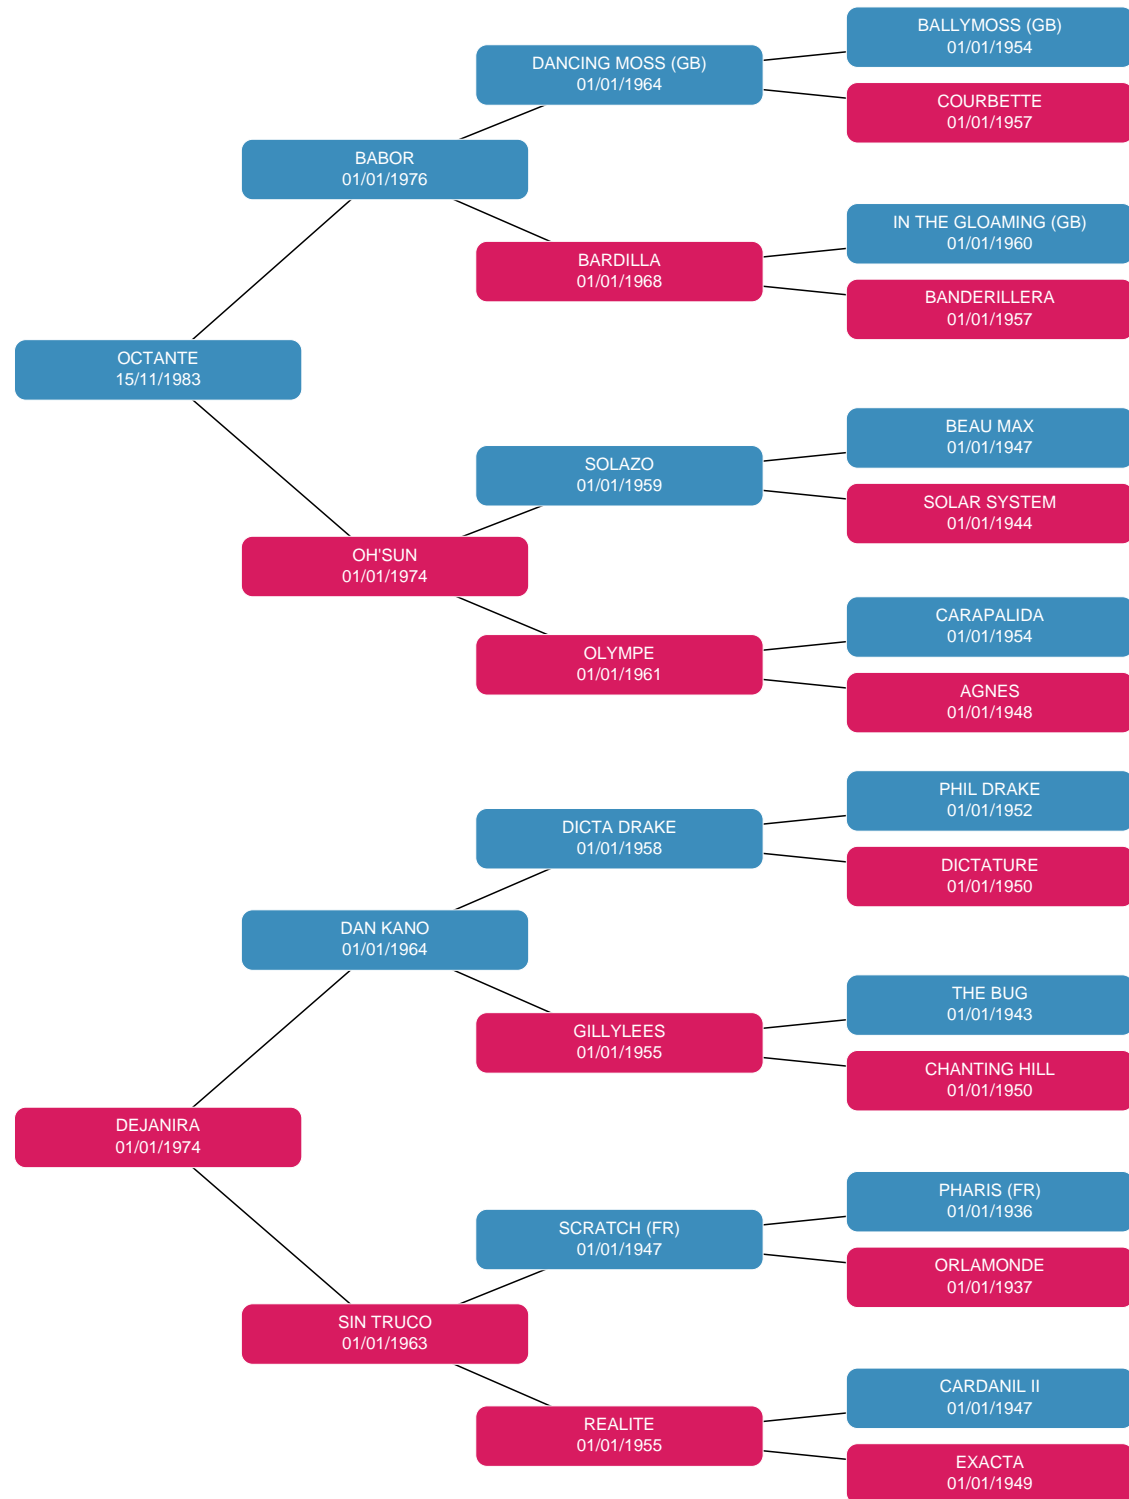 BALLYMOSS (GB)
01/01/1954
DANCING MOSS (GB)
01/01/1964
COURBETTE
01/01/1957
BABOR
01/01/1976
IN THE GLOAMING (GB)
01/01/1960
BARDILLA
01/01/1968
BANDERILLERA
01/01/1957
OCTANTE
15/11/1983
BEAU MAX
01/01/1947
SOLAZO
01/01/1959
SOLAR SYSTEM
01/01/1944
OH'SUN
01/01/1974
CARAPALIDA
01/01/1954
OLYMPE
01/01/1961
AGNES
01/01/1948
PHIL DRAKE
01/01/1952
DICTA DRAKE
01/01/1958
DICTATURE
01/01/1950
DAN KANO
01/01/1964
THE BUG
01/01/1943
GILLYLEES
01/01/1955
CHANTING HILL
01/01/1950
DEJANIRA
01/01/1974
PHARIS (FR)
01/01/1936
SCRATCH (FR)
01/01/1947
ORLAMONDE
01/01/1937
SIN TRUCO
01/01/1963
CARDANIL II
01/01/1947
REALITE
01/01/1955
EXACTA
01/01/1949